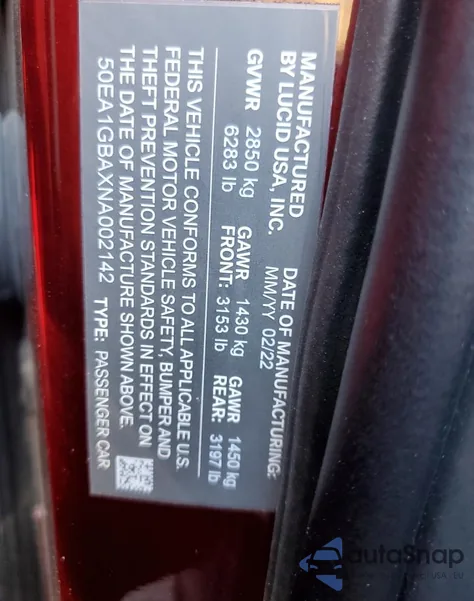 MANUFACTURED
BY LUCID USA, INC.
DATE OF MANUFACTURING:
MM/YY 02/22
GVWR 2850 kg
6283 lb
GAWR 1430 kg
FRONT: 3153 lb
GAWR 1450 kg
REAR: 3197 lb
THIS VEHICLE CONFORMS TO ALL APPLICABLE U.S.
FEDERAL MOTOR VEHICLE SAFETY, BUMPER AND
THEFT PREVENTION STANDARDS IN EFFECT ON
THE DATE OF MANUFACTURE SHOWN ABOVE.
50EA1GBAXNA002142 TYPE: PASSENGER CAR
autoSnap